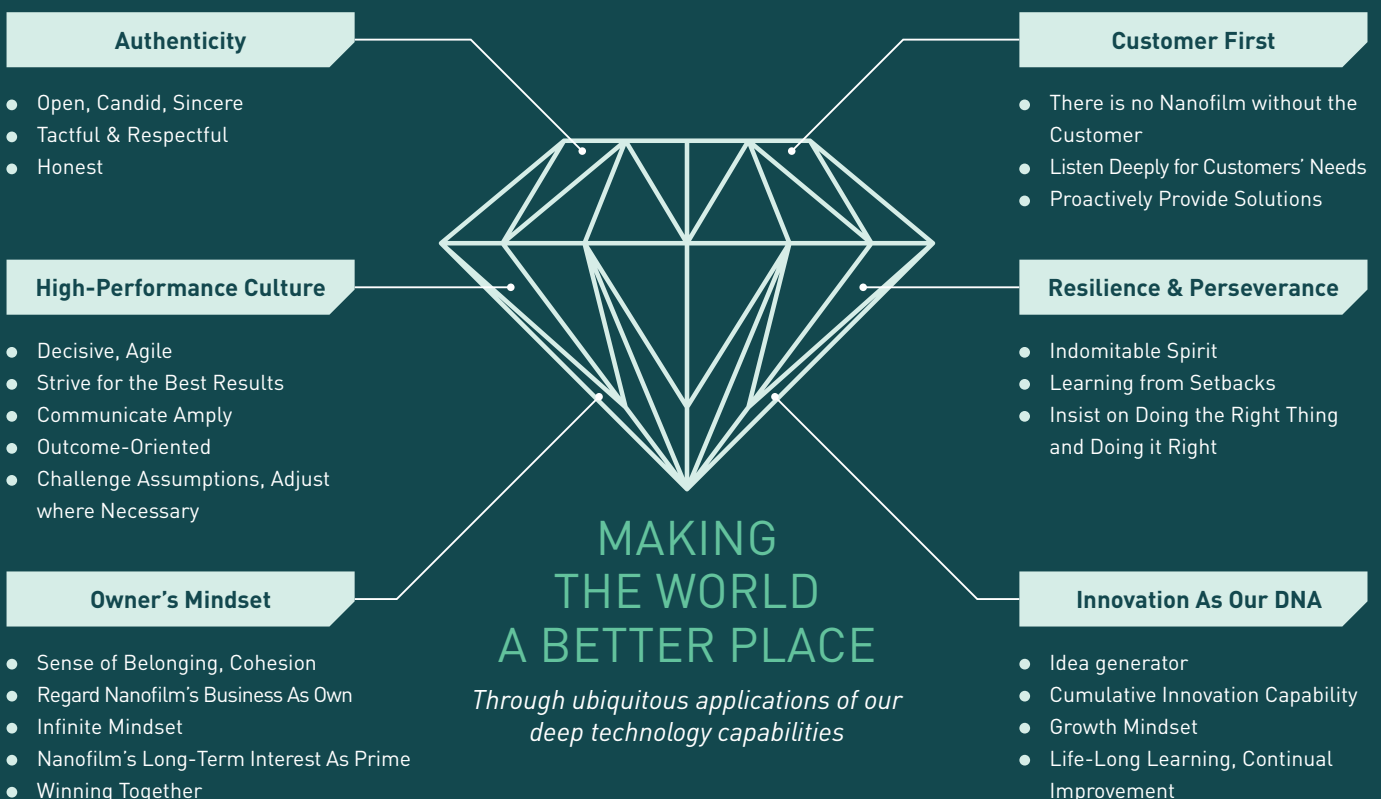 Authenticity
Open, Candid, Sincere
Tactful & Respectful
Honest
High-Performance Culture
Decisive, Agile
Strive for the Best Results
Communicate Amply
Outcome-Oriented
Challenge Assumptions, Adjust
where Necessary
Owner's Mindset
Sense of Belonging, Cohesion
Regard Nanofilm's Business As Own
Infinite Mindset
Nanofilm's Long-Term Interest As Prime
Winning Together
MAKING
THE WORLD
A BETTER PLACE
Through ubiquitous applications of our
deep technology capabilities
Customer First
There is no Nanofilm without the
Customer
Listen Deeply for Customers' Needs
Proactively Provide Solutions
Resilience & Perseverance
Indomitable Spirit
Learning from Setbacks
Insist on Doing the Right Thing
and Doing it Right
Innovation As Our DNA
Idea generator
Cumulative Innovation Capability
Growth Mindset
Life-Long Learning, Continual
Improvement